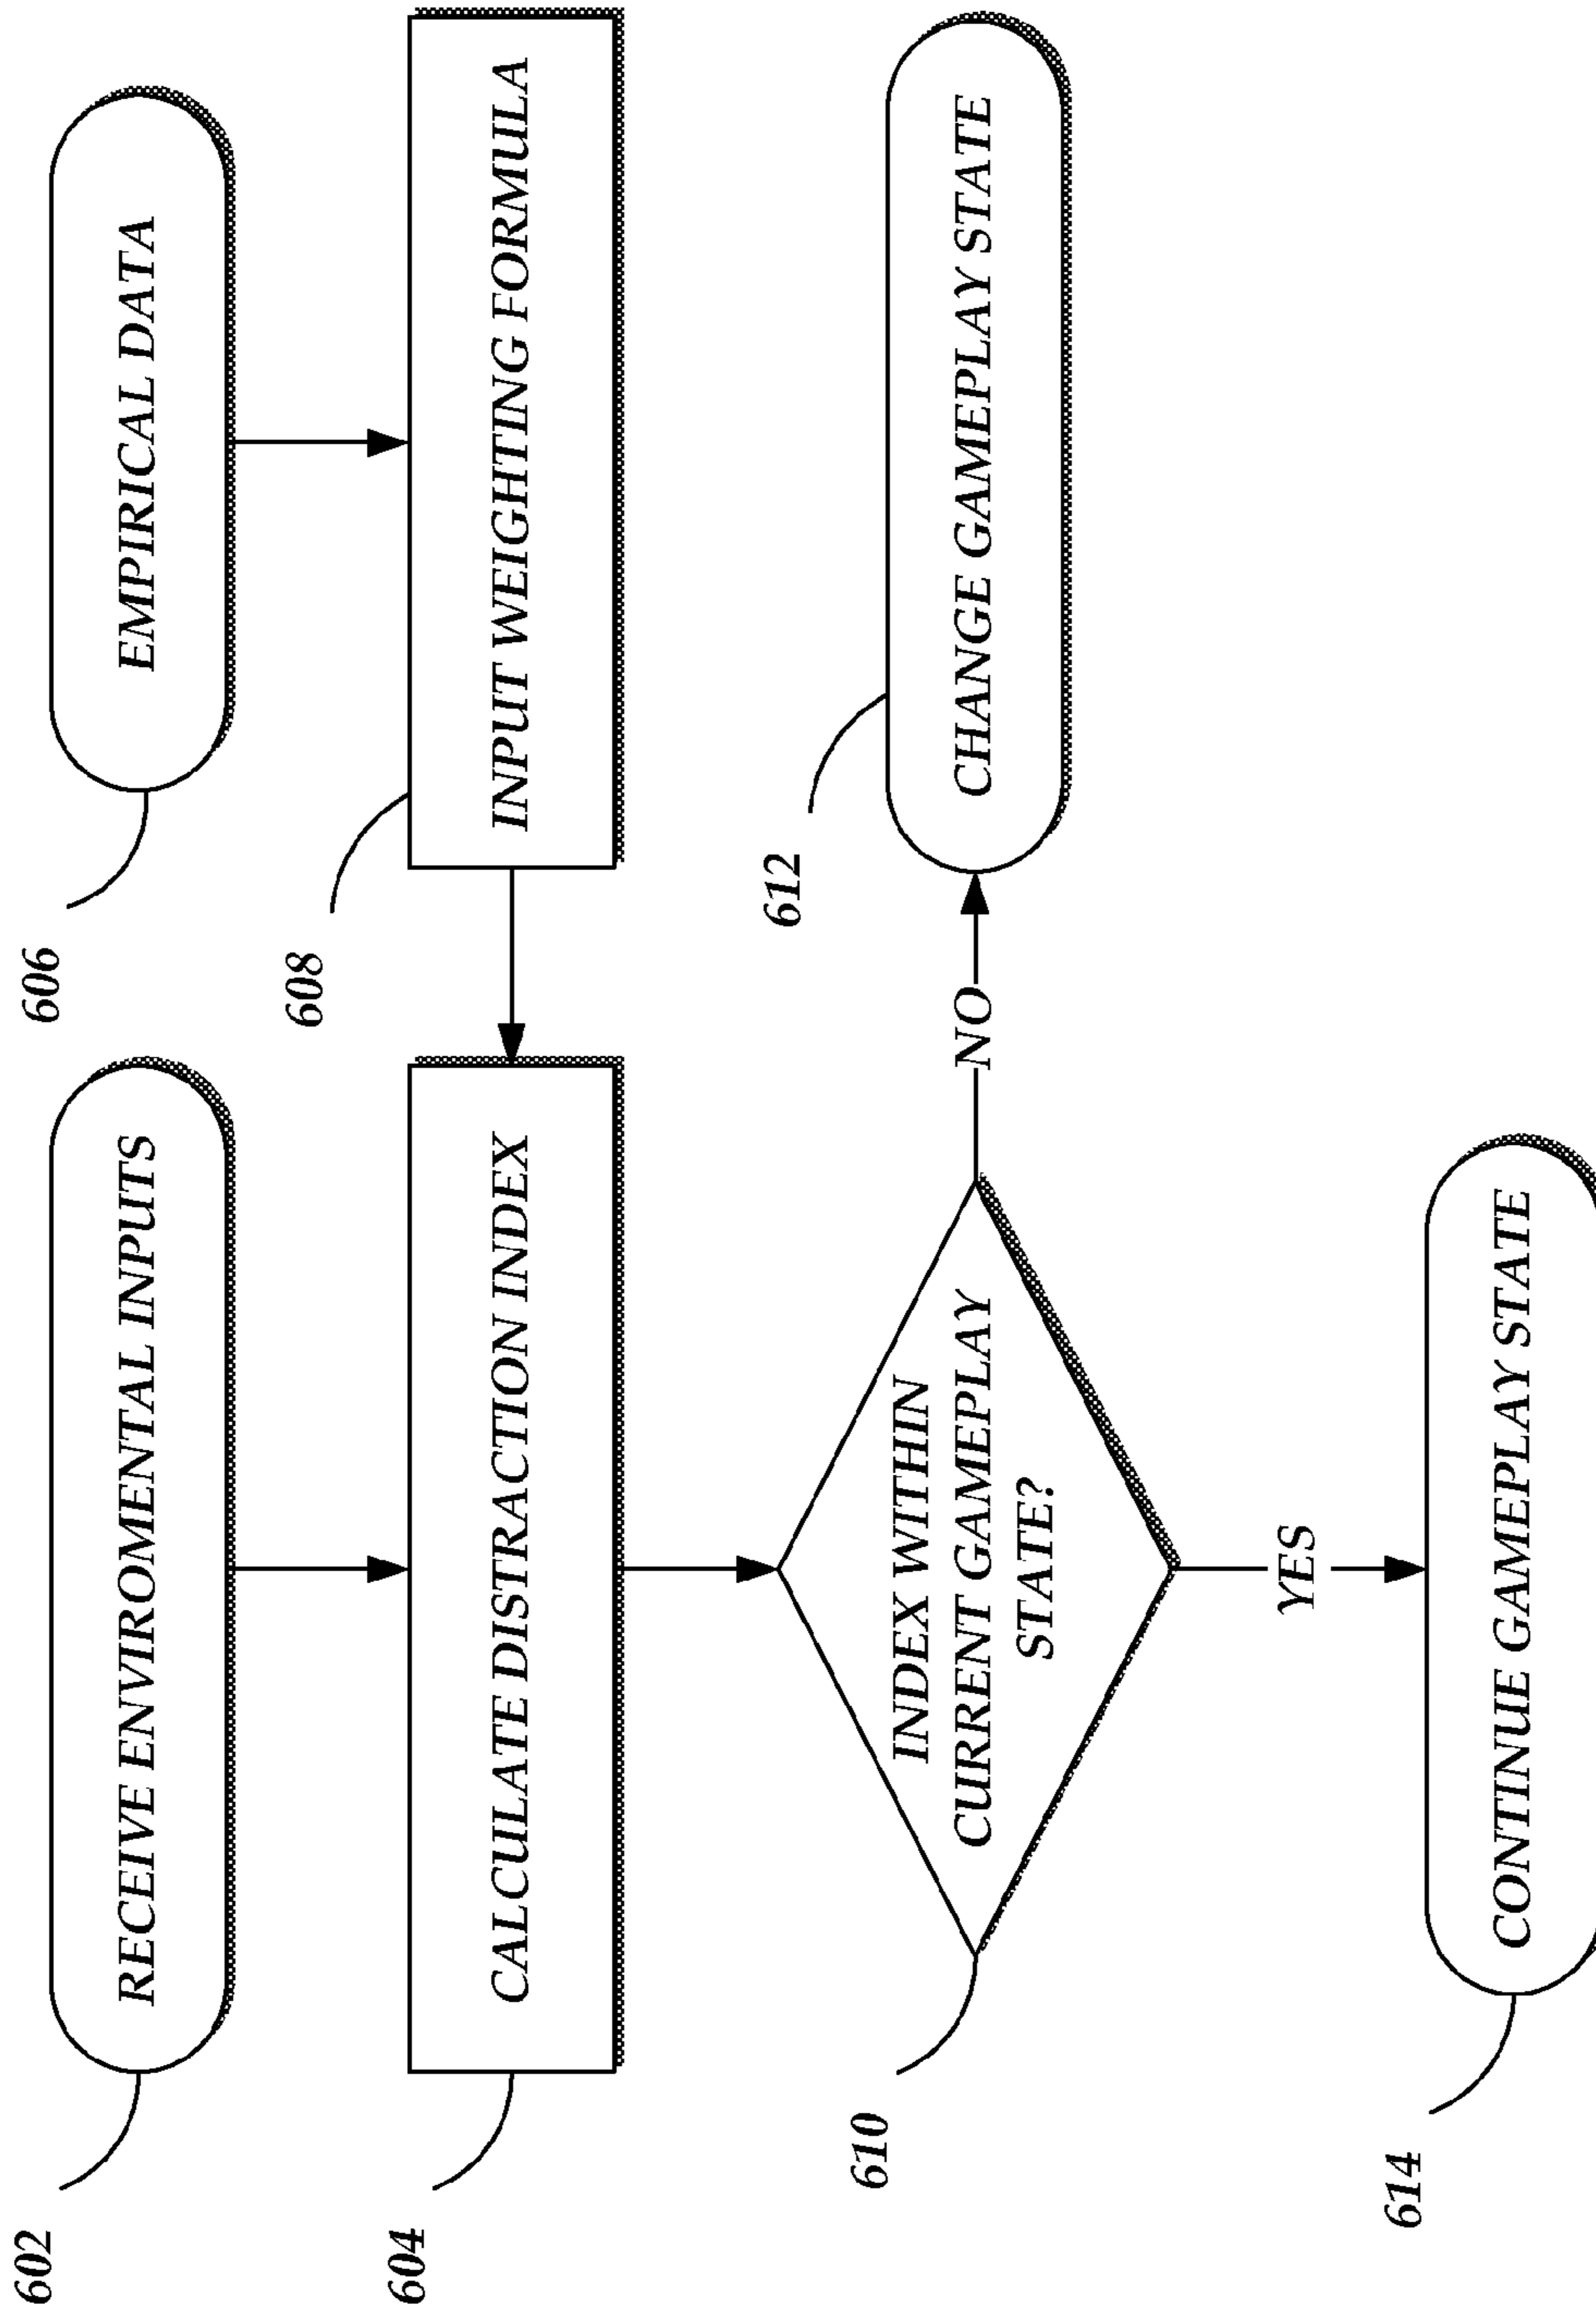 602
RECEIVE ENVIROMENTAL INPUTS
606
EMPIRICAL DATA
604
CALCULATE DISTRACTION INDEX
608
INPUT WEIGHTING FORMULA
610
INDEX WITHIN
CURRENT GAMEPLAY
STATE?
NO
612
CHANGE GAMEPLAY STATE
YES
614
CONTINUE GAMEPLAY STATE